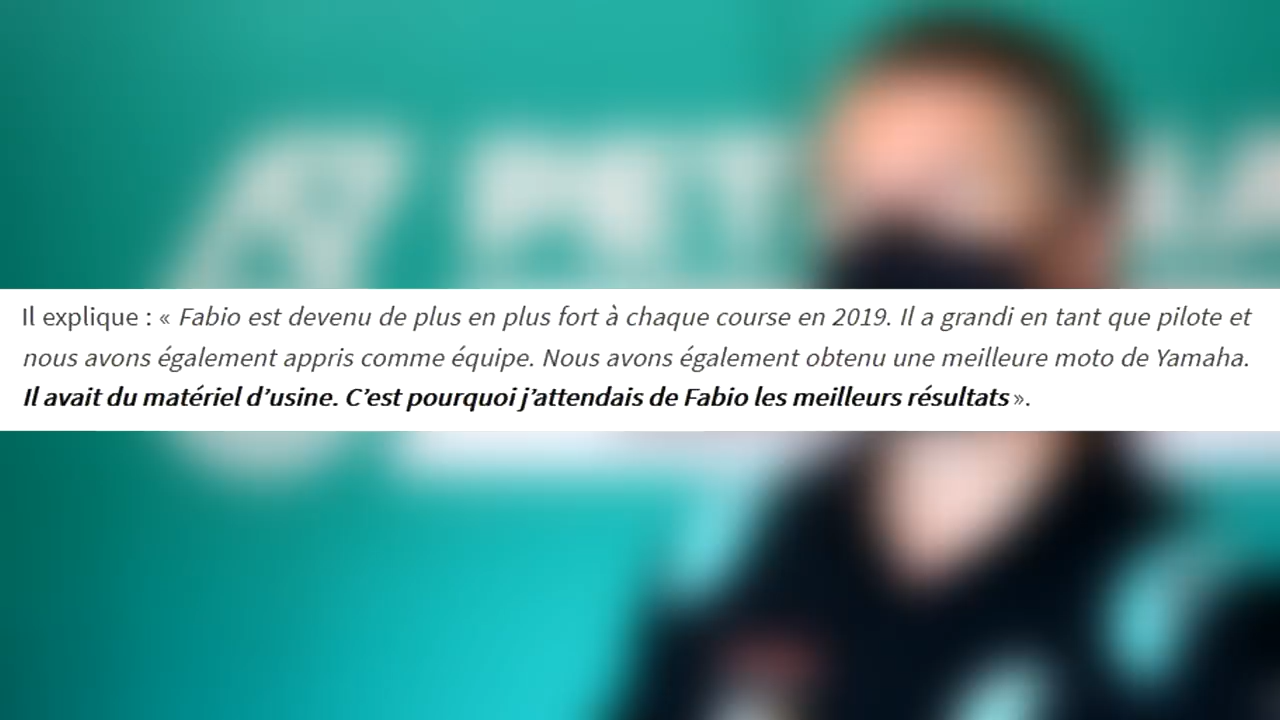 Il explique : « Fabio est devenu de plus en plus fort à chaque course en 2019. Il a grandi en tant que pilote et
nous avons également appris comme équipe. Nous avons également obtenu une meilleure moto de Yamaha.
Il avait du matériel d’usine. C’est pourquoi j’attendais de Fabio les meilleurs résultats ».